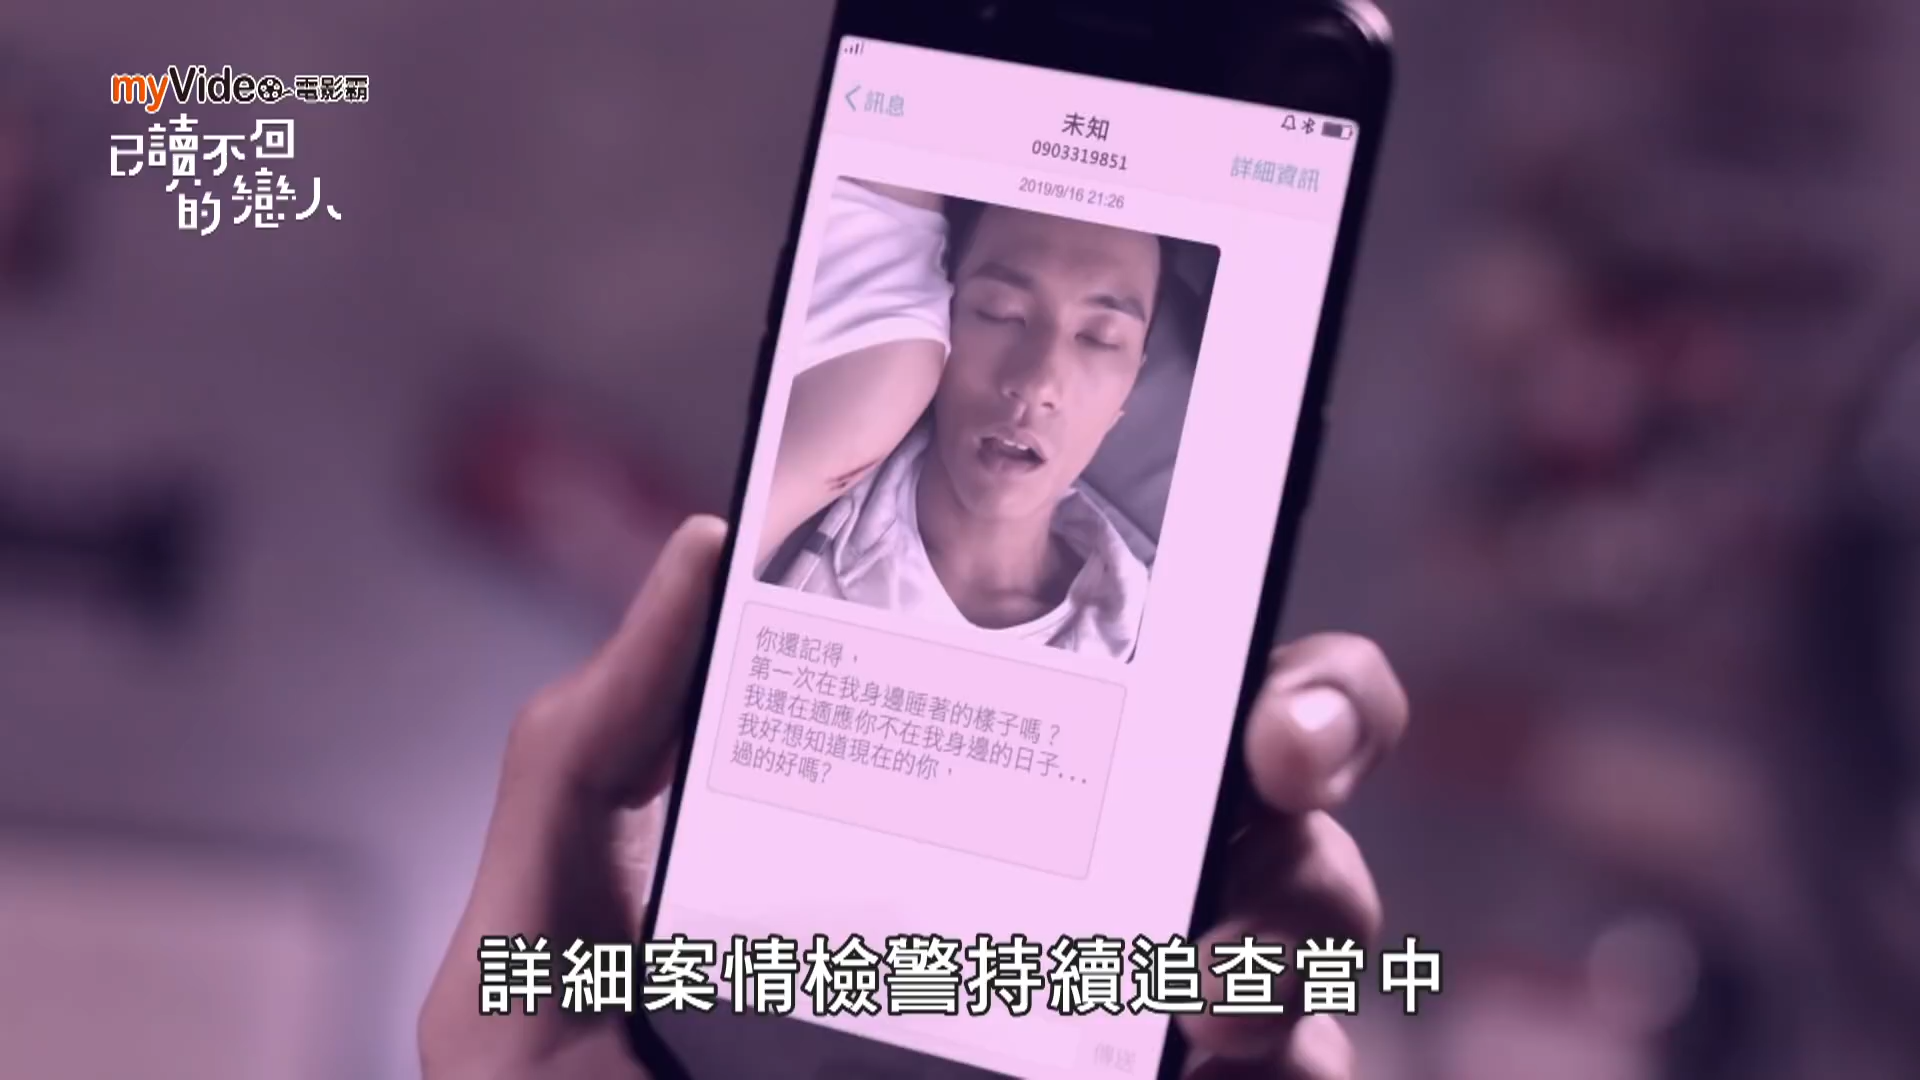 myVideo 電影霸
已讀不回
的戀人
訊息
未知
0903319851
詳細資訊
2019/9/16 21:26
你還記得，
第一次在我身邊睡著的樣子嗎？
我還在適應你不在我身邊的日子...
我好想知道現在的你，
過的好嗎?
傳送
詳細案情檢警持續追查當中